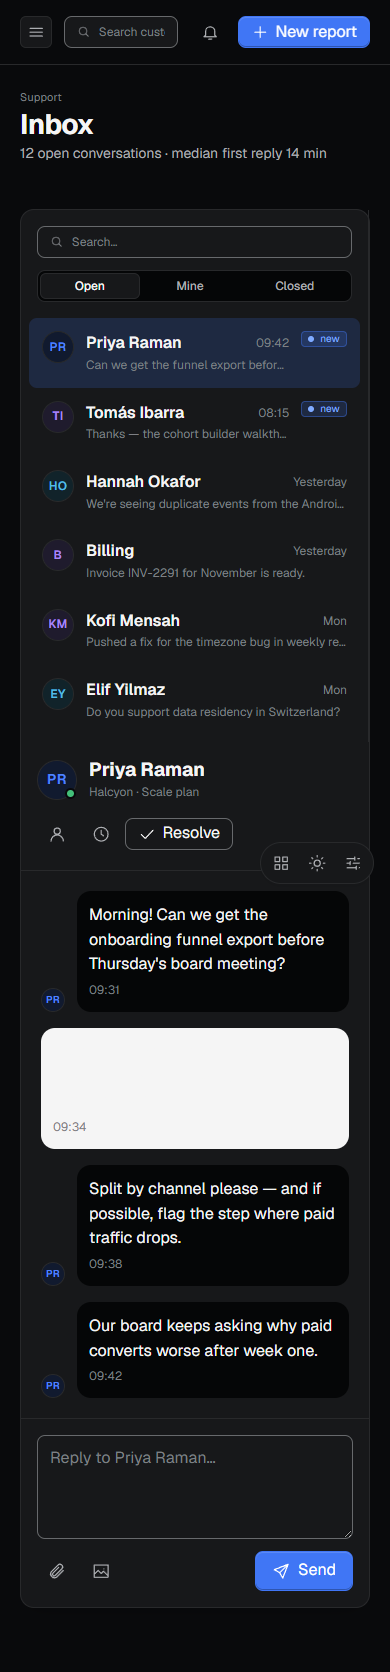 Search cust
New report
Support
Inbox
12 open conversations · median first reply 14 min
Search...
Open Mine Closed
PR Priya Raman 09:42 new
Can we get the funnel export befor...
TI Tomás Ibarra 08:15 new
Thanks — the cohort builder walkth...
HO Hannah Okafor Yesterday
We're seeing duplicate events from the Androi...
B Billing Yesterday
Invoice INV-2291 for November is ready.
KM Kofi Mensah Mon
Pushed a fix for the timezone bug in weekly re...
EY Elif Yilmaz Mon
Do you support data residency in Switzerland?
PR Priya Raman
Halcyon · Scale plan
Resolve
Morning! Can we get the
onboarding funnel export before
Thursday's board meeting?
09:31
PR
09:34
Split by channel please — and if
possible, flag the step where paid
traffic drops.
09:38
PR
Our board keeps asking why paid
converts worse after week one.
09:42
PR
Reply to Priya Raman...
Send